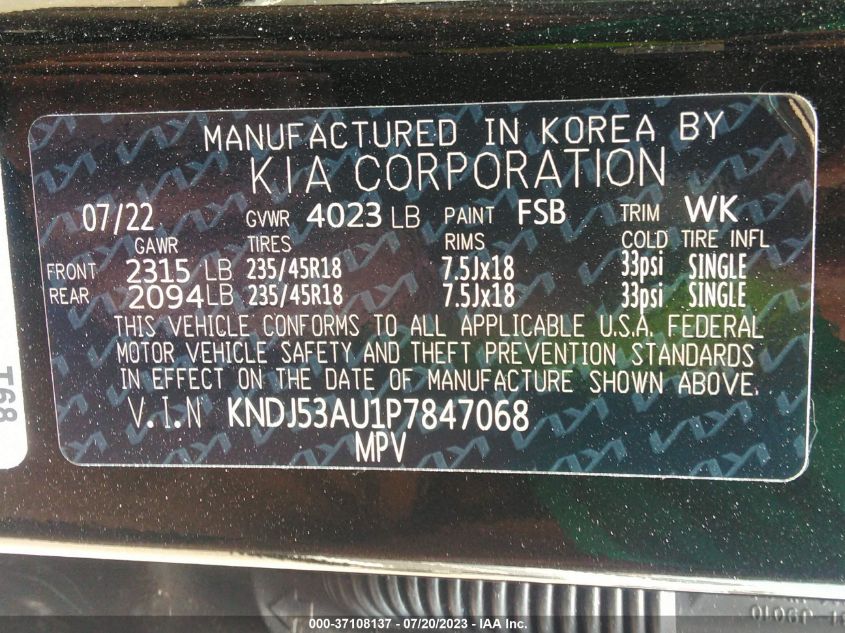 MANUFACTURED IN KOREA BY
KIA CORPORATION
07/22 GVWR 4023 LB PAINT FSB TRIM WK
GAWR TIRES RIMS COLD TIRE INFL
FRONT 2315 LB 235/45R18 7.5Jx18 33psi SINGLE
REAR 2094 LB 235/45R18 7.5Jx18 33psi SINGLE
THIS VEHICLE CONFORMS TO ALL APPLICABLE U.S.A. FEDERAL
MOTOR VEHICLE SAFETY AND THEFT PREVENTION STANDARDS
IN EFFECT ON THE DATE OF MANUFACTURE SHOWN ABOVE.
V.I.N KNDJ53AU1P7847068
MPV
T68
000-37108137 - 07/20/2023 - IAA Inc.